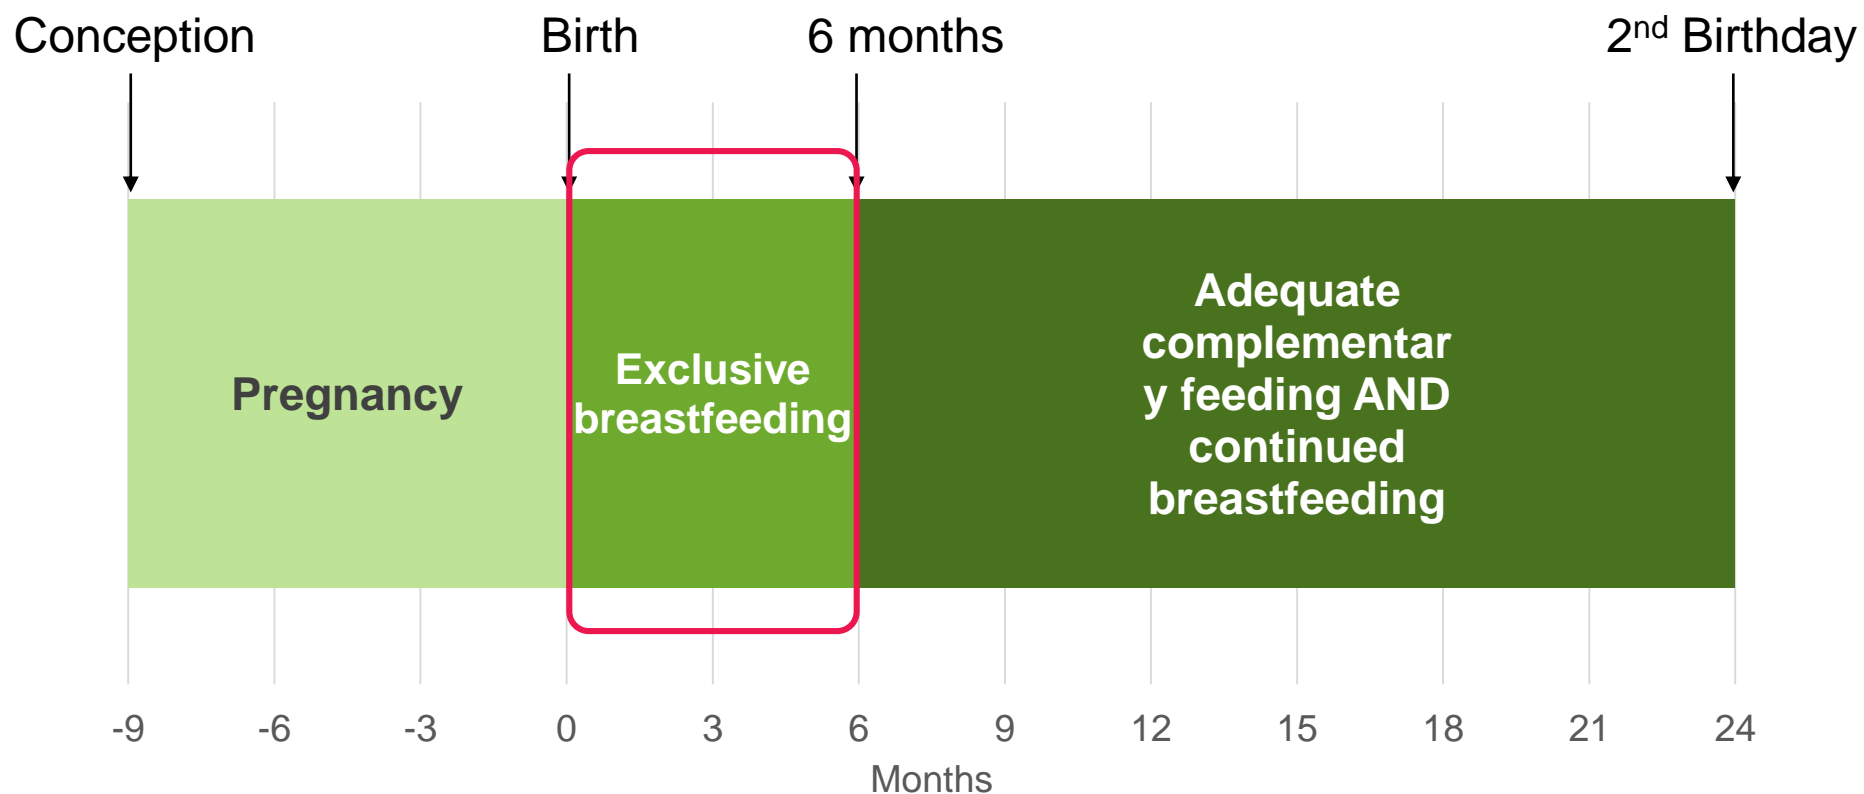 Conception Birth 6 months 2nd Birthday
Pregnancy
Exclusive
breastfeeding
Adequate
complementar
y feeding AND
continued
breastfeeding
-9 -6 -3 0 3 6 9 12 15 18 21 24
Months